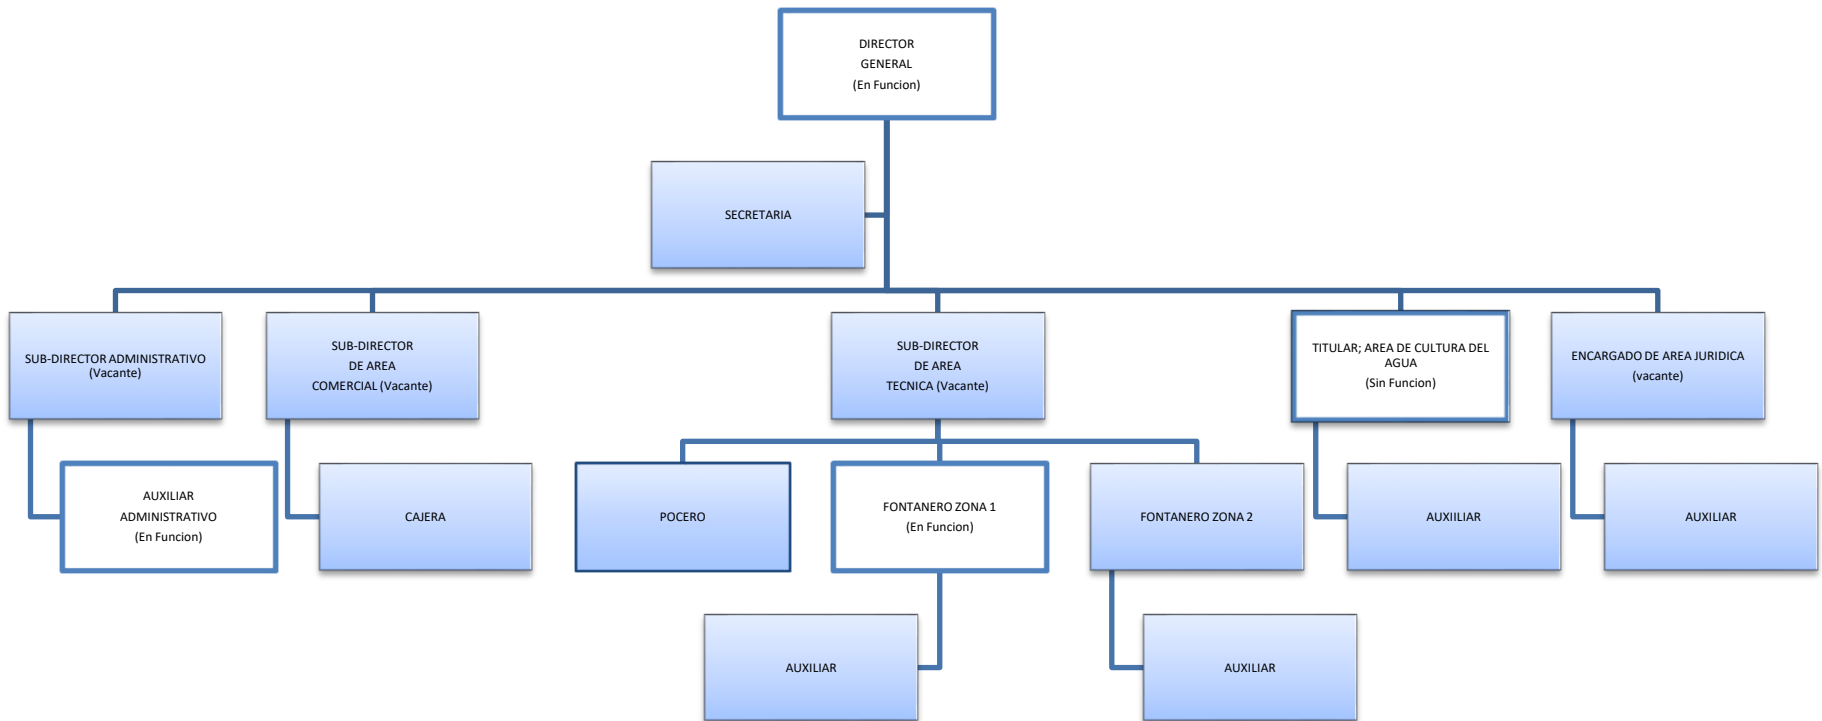 DIRECTOR
GENERAL
(En Funcion)
SECRETARIA
SUB-DIRECTOR ADMINISTRATIVO
(Vacante)
SUB-DIRECTOR
DE AREA
COMERCIAL (Vacante)
SUB-DIRECTOR
DE AREA
TECNICA (Vacante)
TITULAR; AREA DE CULTURA DEL
AGUA
(Sin Funcion)
ENCARGADO DE AREA JURIDICA
(vacante)
AUXILIAR
ADMINISTRATIVO
(En Funcion)
CAJERA
POCERO
FONTANERO ZONA 1
(En Funcion)
FONTANERO ZONA 2
AUXIILIAR
AUXILIAR
AUXILIAR
AUXILIAR